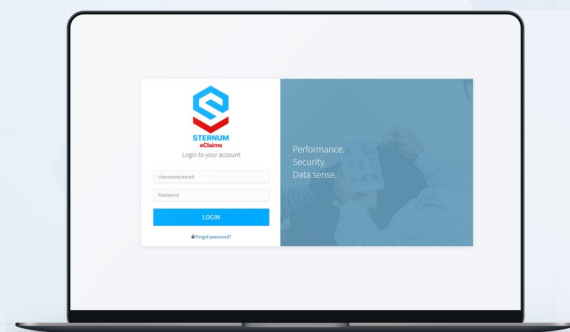 STERNUM
eClaims
Login to your account
Username/email
Password
LOGIN
Forgot password?
Performance.
Security.
Data sense.